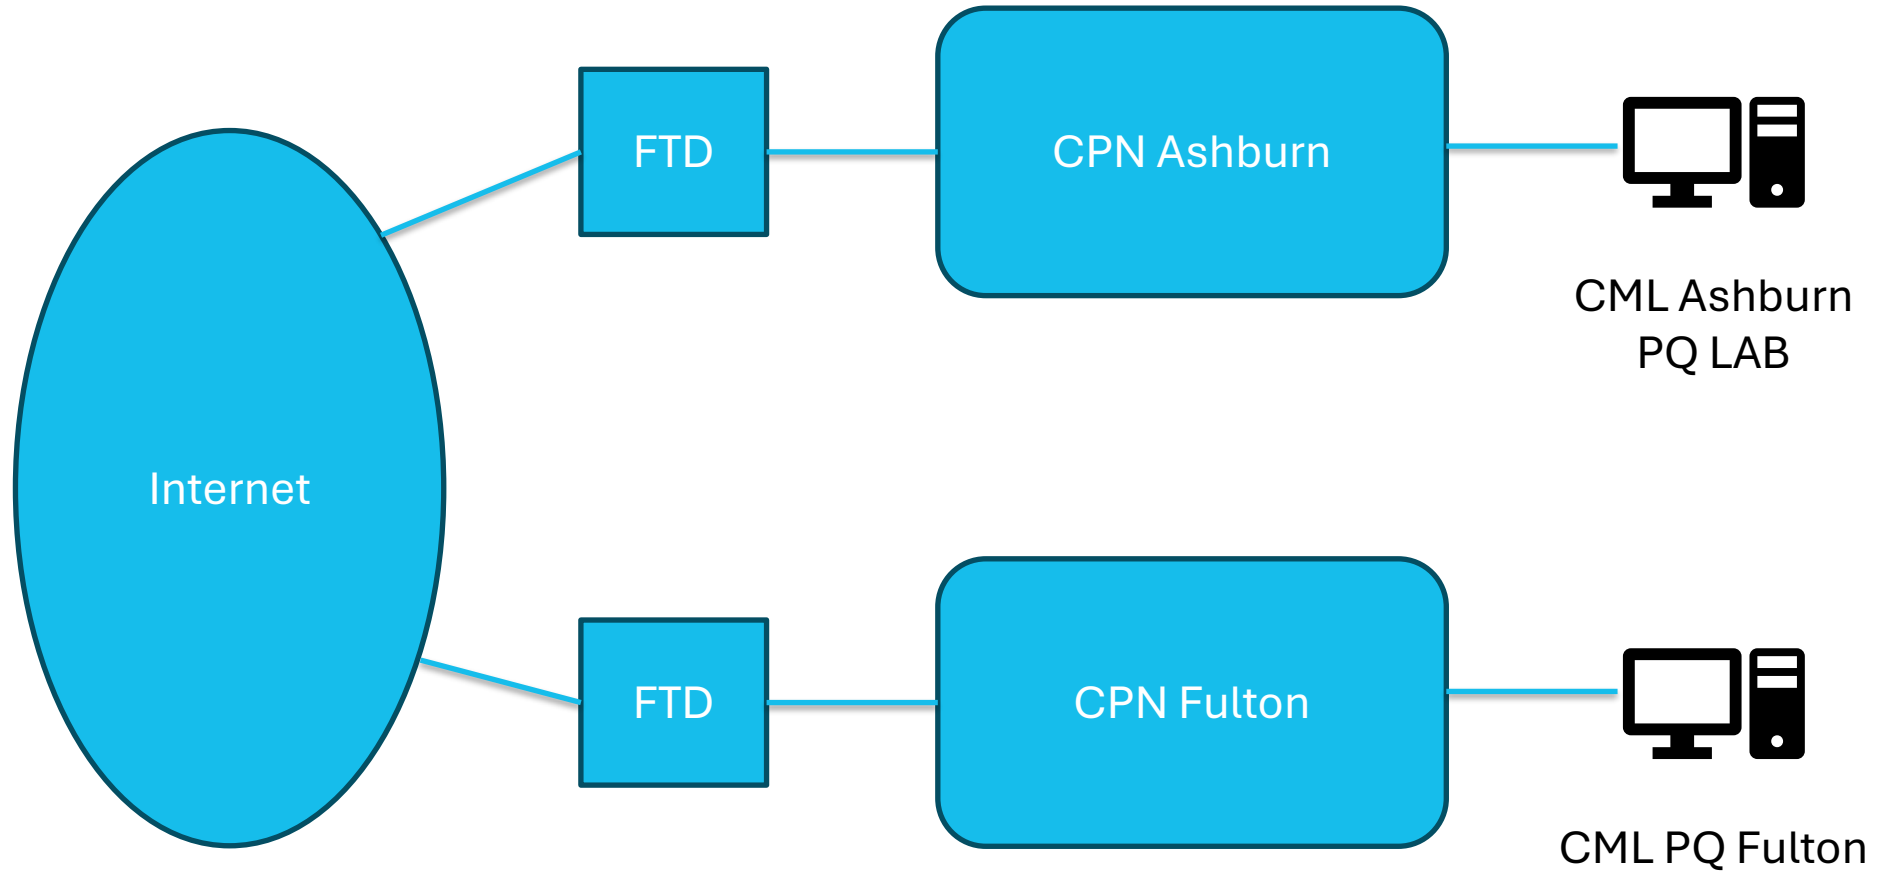 FTD
CPN Ashburn
CML Ashburn
PQ LAB
Internet
FTD
CPN Fulton
CML PQ Fulton